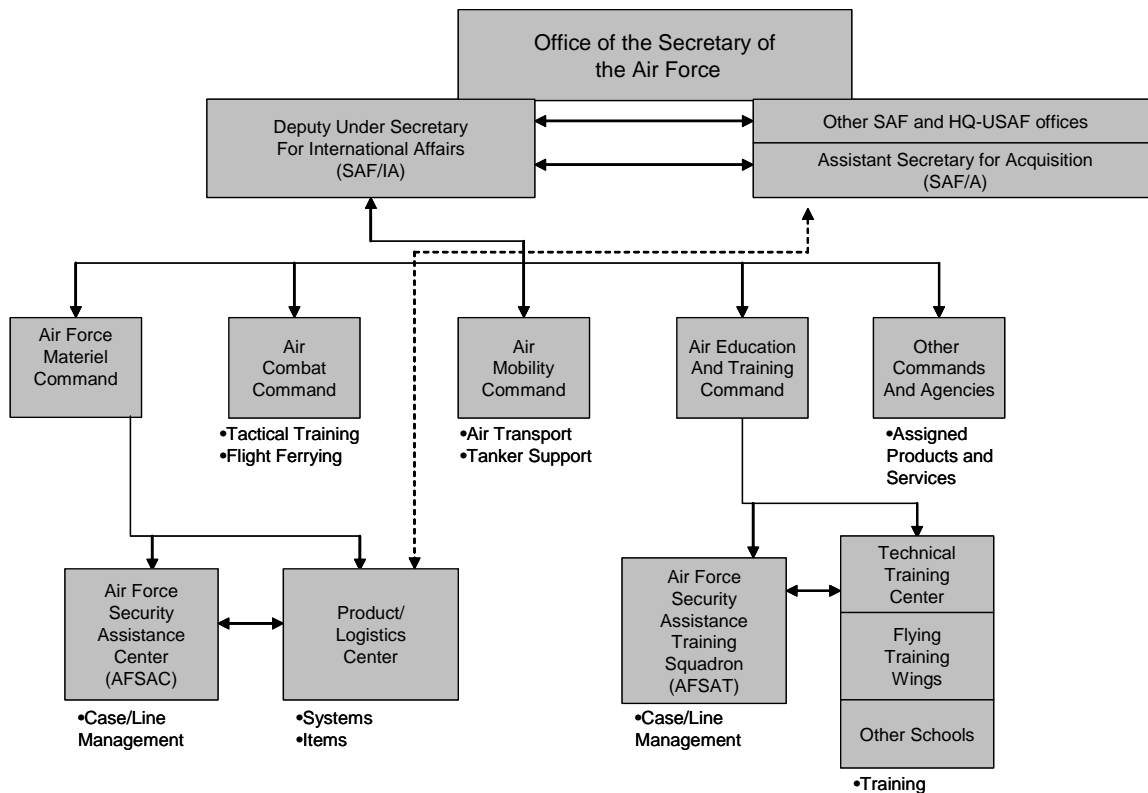 Office of the Secretary of
the Air Force
Deputy Under Secretary
For International Affairs
(SAF/IA)
Other SAF and HQ-USAF offices
Assistant Secretary for Acquisition
(SAF/A)
Air Force
Materiel
Command
Air
Combat
Command
•Tactical Training
•Flight Ferrying
Air
Mobility
Command
•Air Transport
•Tanker Support
Air Education
And Training
Command
Other
Commands
And Agencies
•Assigned
Products and
Services
Air Force
Security
Assistance
Center
(AFSAC)
•Case/Line
Management
Product/
Logistics
Center
•Systems
•Items
Air Force
Security
Assistance
Training
Squadron
(AFSAT)
•Case/Line
Management
Technical
Training
Center
Flying
Training
Wings
Other Schools
•Training